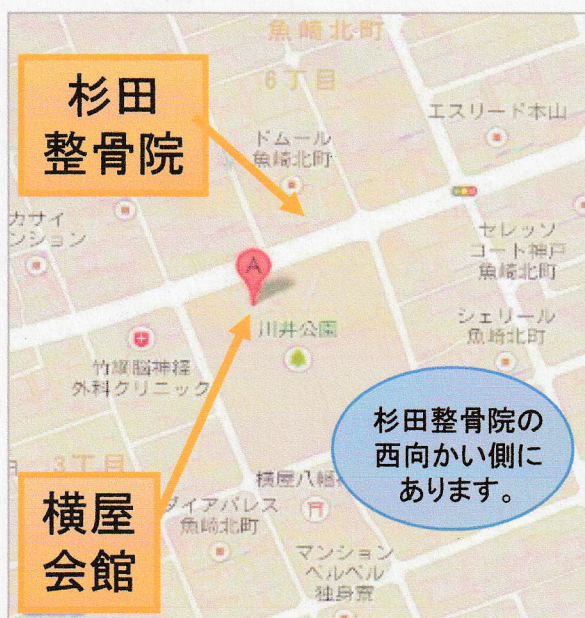 魚崎北町
6丁目
杉田
整骨院
エスリード本山
ドムール
魚崎北町
カサイ
ンション
セレッソ
コート神戸
魚崎北町
A
川井公園
シェリール
魚崎北町
竹綱脳神経
外科クリニック
杉田整骨院の
西向かい側に
あります。
3丁目
横屋八幡
横屋
会館
ダイアパレス
魚崎北町
マンション
ベルベル
独身寮